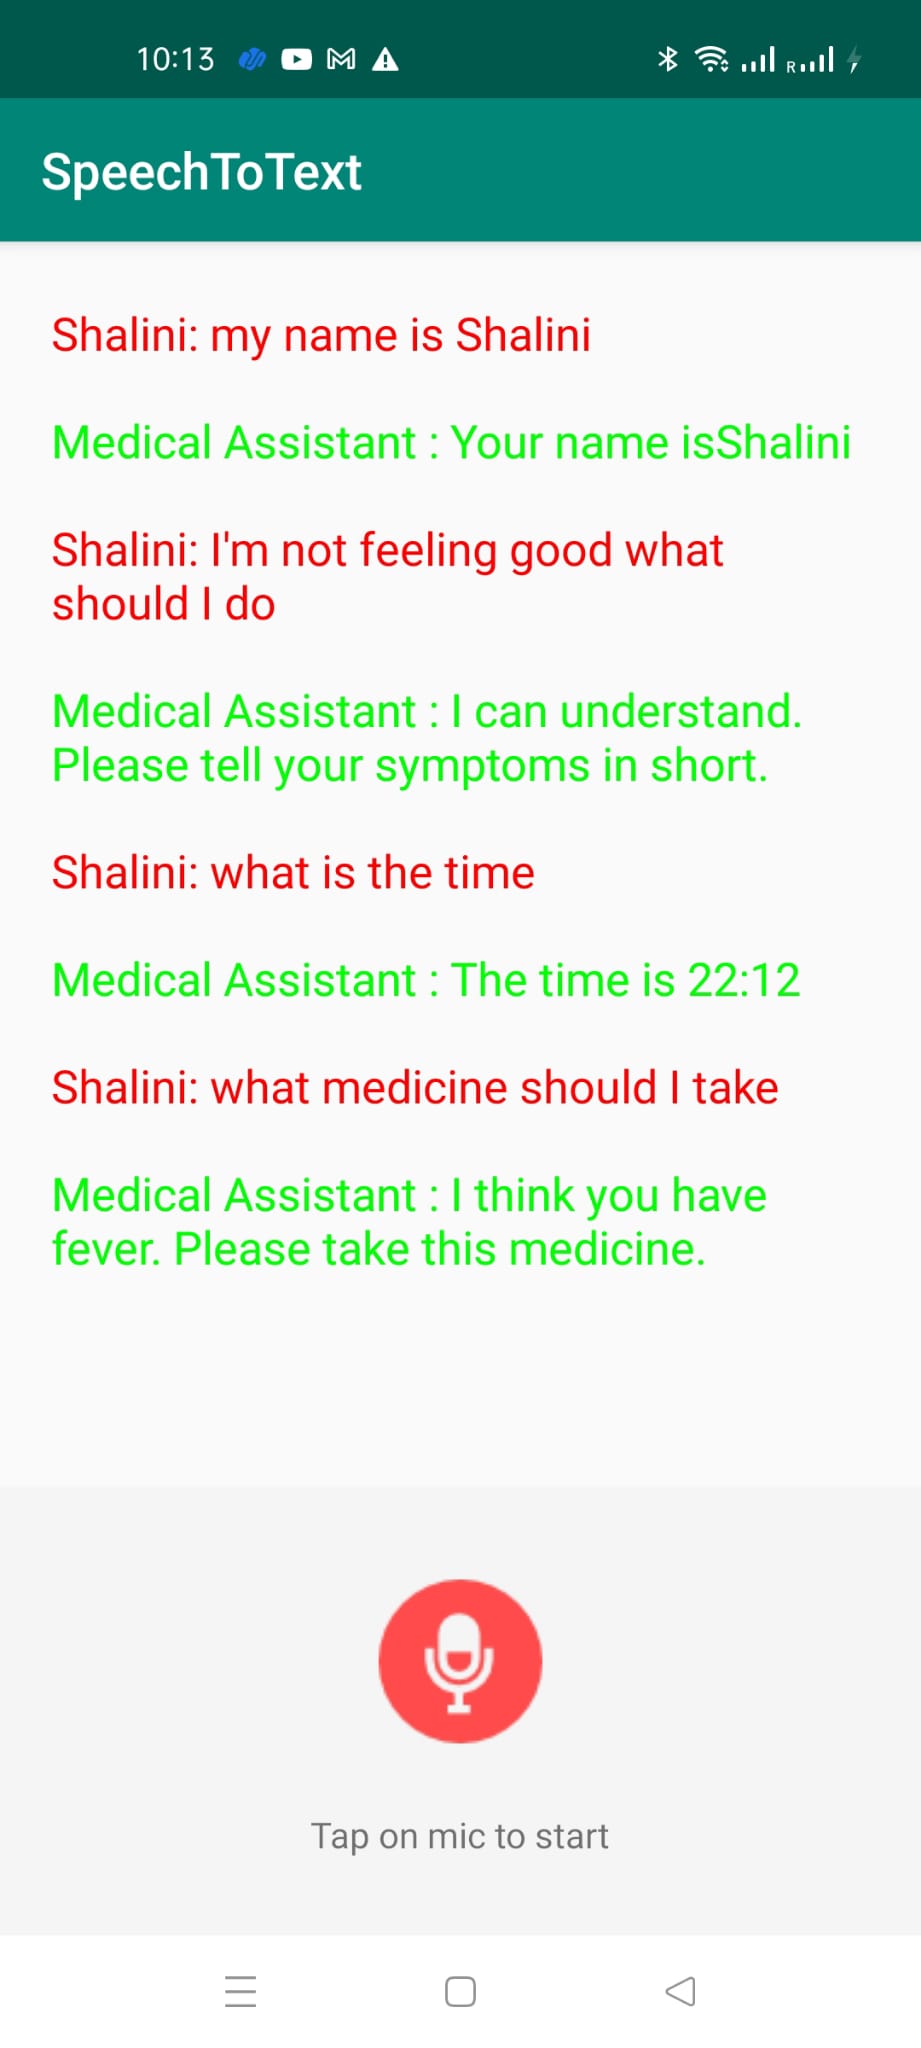 10:13
R
SpeechToText
Shalini: my name is Shalini
Medical Assistant : Your name isShalini
Shalini: I'm not feeling good what
should I do
Medical Assistant : I can understand.
Please tell your symptoms in short.
Shalini: what is the time
Medical Assistant : The time is 22:12
Shalini: what medicine should I take
Medical Assistant : I think you have
fever. Please take this medicine.
Tap on mic to start